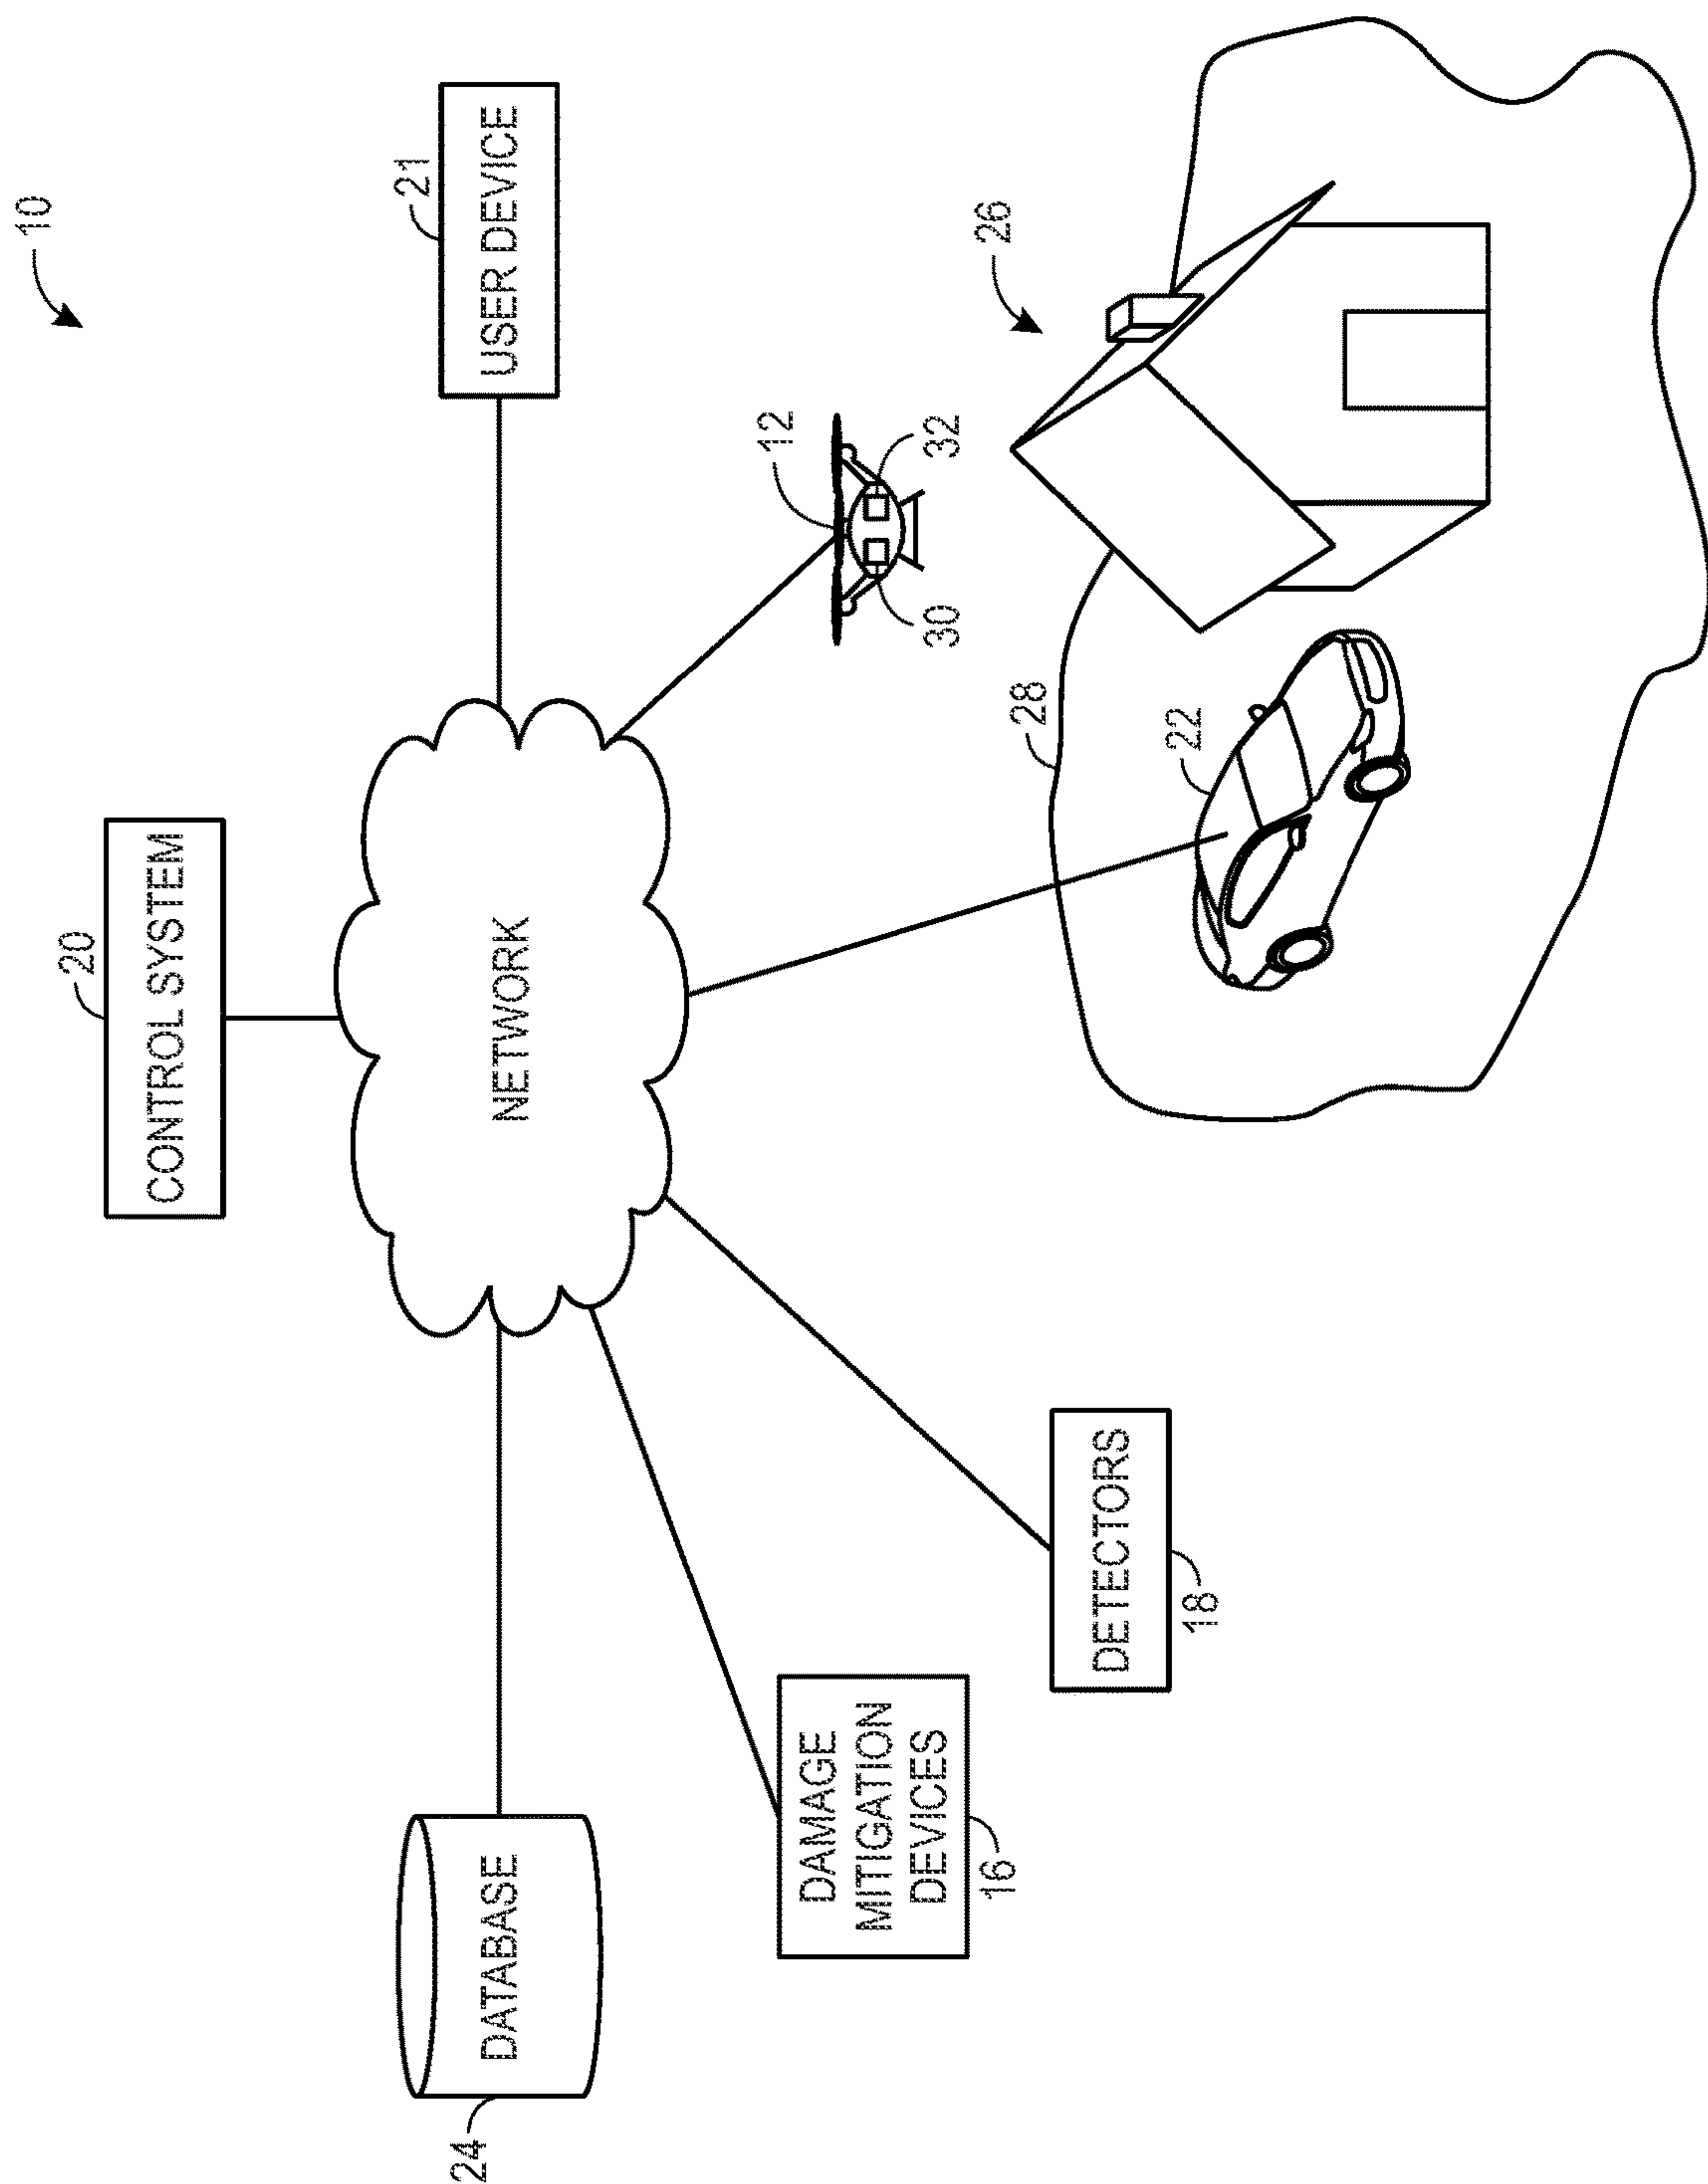 10
20
CONTROL SYSTEM
21
USER DEVICE
24
DATABASE
NETWORK
12
30
32
DAMAGE
MITIGATION
DEVICES
16
DETECTORS
18
28
22
26